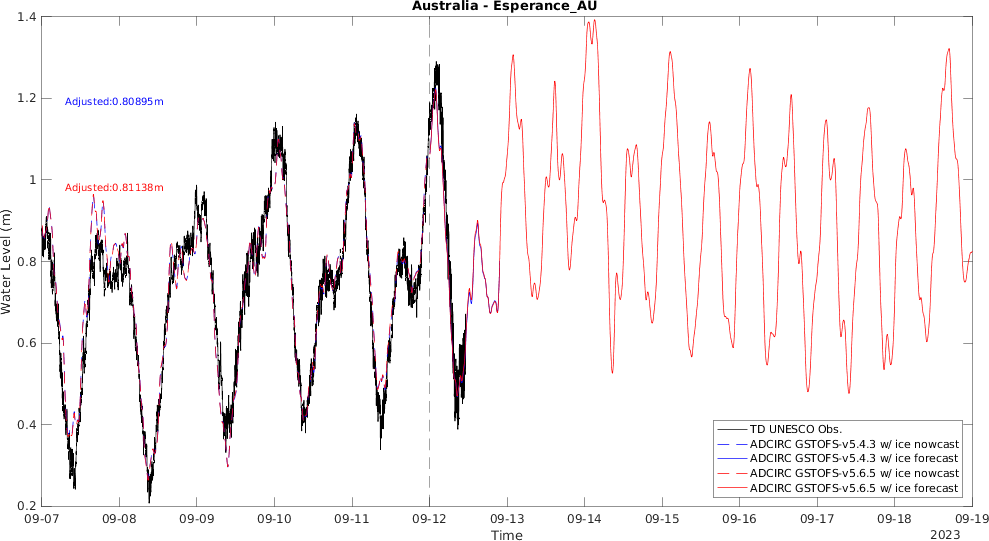 Australia - Esperance_AU
1.4
1.2
1
0.8
0.6
0.4
0.2
Water Level (m)
Adjusted:0.80895m
Adjusted:0.81138m
TD UNESCO Obs.
ADCIRC GSTOFS-v5.4.3 w/ ice nowcast
ADCIRC GSTOFS-v5.4.3 w/ ice forecast
ADCIRC GSTOFS-v5.6.5 w/ ice nowcast
ADCIRC GSTOFS-v5.6.5 w/ ice forecast
09-07 09-08 09-09 09-10 09-11 09-12 09-13 09-14 09-15 09-16 09-17 09-18 09-19
Time
2023